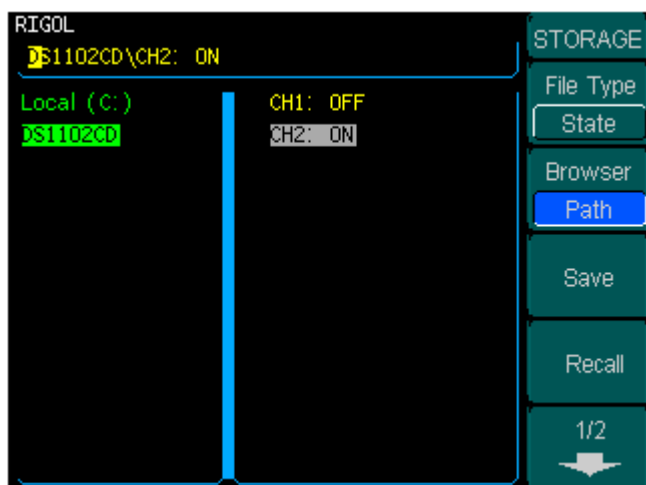 RIGOL
DS1102CD\CH2: ON
Local (C:)
DS1102CD
CH1: OFF
CH2: ON
STORAGE
File Type
State
Browser
Path
Save
Recall
1/2